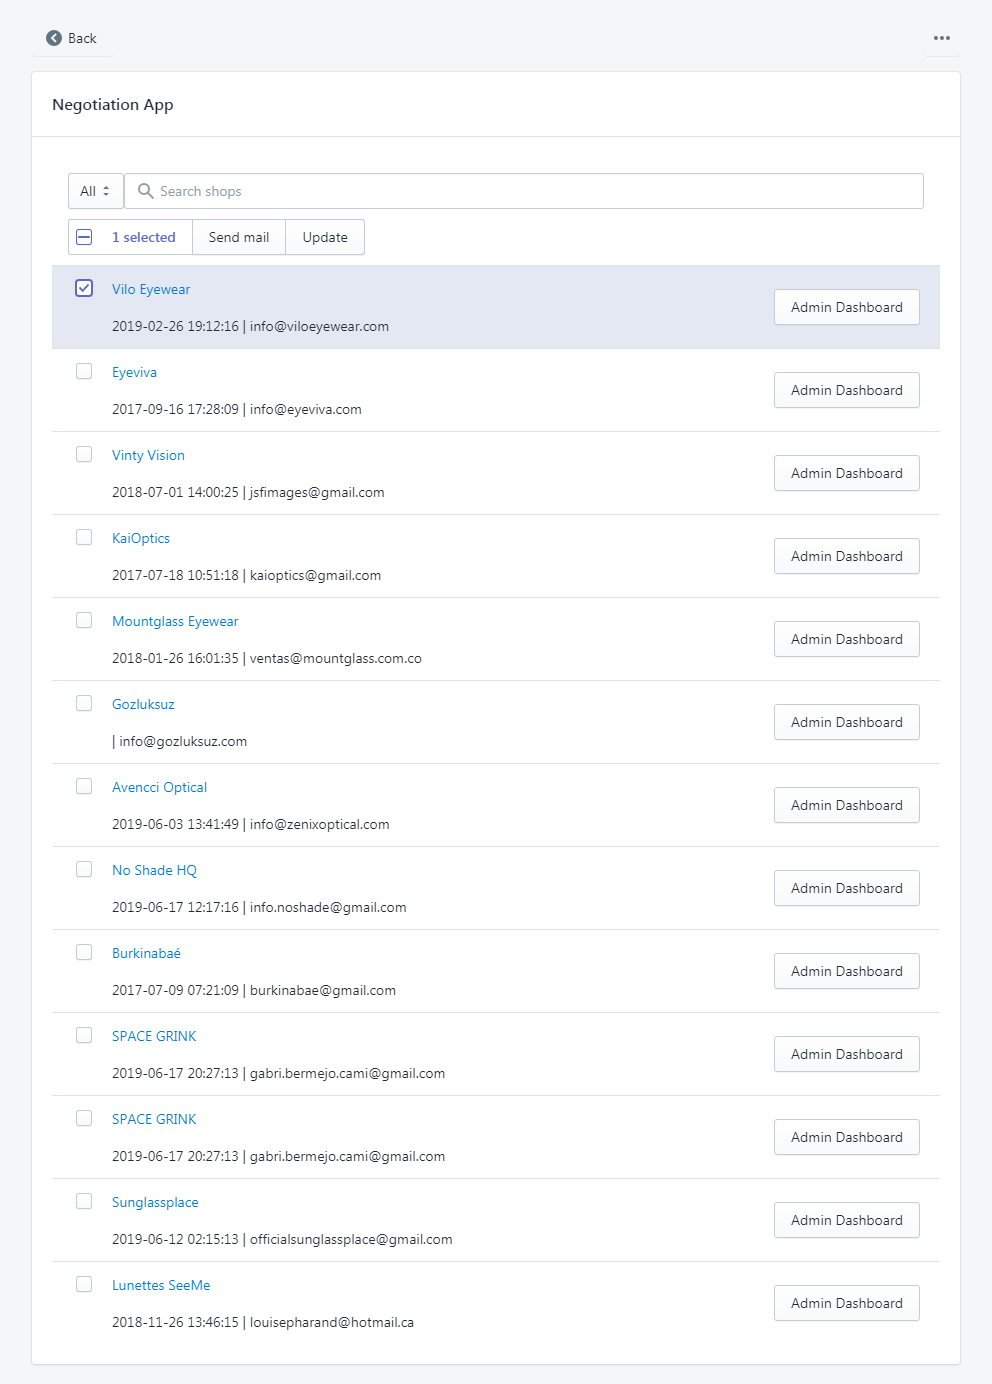 Back
Negotiation App
All
Search shops
1 selected
Send mail
Update
Vilo Eyewear
2019-02-26 19:12:16 | info@viloeyewear.com
Admin Dashboard
Eyeviva
2017-09-16 17:28:09 | info@eyeviva.com
Admin Dashboard
Vinty Vision
2018-07-01 14:00:25 | jsfimages@gmail.com
Admin Dashboard
KaiOptics
2017-07-18 10:51:18 | kaioptics@gmail.com
Admin Dashboard
Mountglass Eyewear
2018-01-26 16:01:35 | ventas@mountglass.com.co
Admin Dashboard
Gozluksuz
| info@gozluksuz.com
Admin Dashboard
Avencci Optical
2019-06-03 13:41:49 | info@zenixoptical.com
Admin Dashboard
No Shade HQ
2019-06-17 12:17:16 | info.noshade@gmail.com
Admin Dashboard
Burkinabaé
2017-07-09 07:21:09 | burkinabae@gmail.com
Admin Dashboard
SPACE GRINK
2019-06-17 20:27:13 | gabri.bermejo.cami@gmail.com
Admin Dashboard
SPACE GRINK
2019-06-17 20:27:13 | gabri.bermejo.cami@gmail.com
Admin Dashboard
Sunglassplace
2019-06-12 02:15:13 | officialsunglassplace@gmail.com
Admin Dashboard
Lunettes SeeMe
2018-11-26 13:46:15 | louisepharand@hotmail.ca
Admin Dashboard